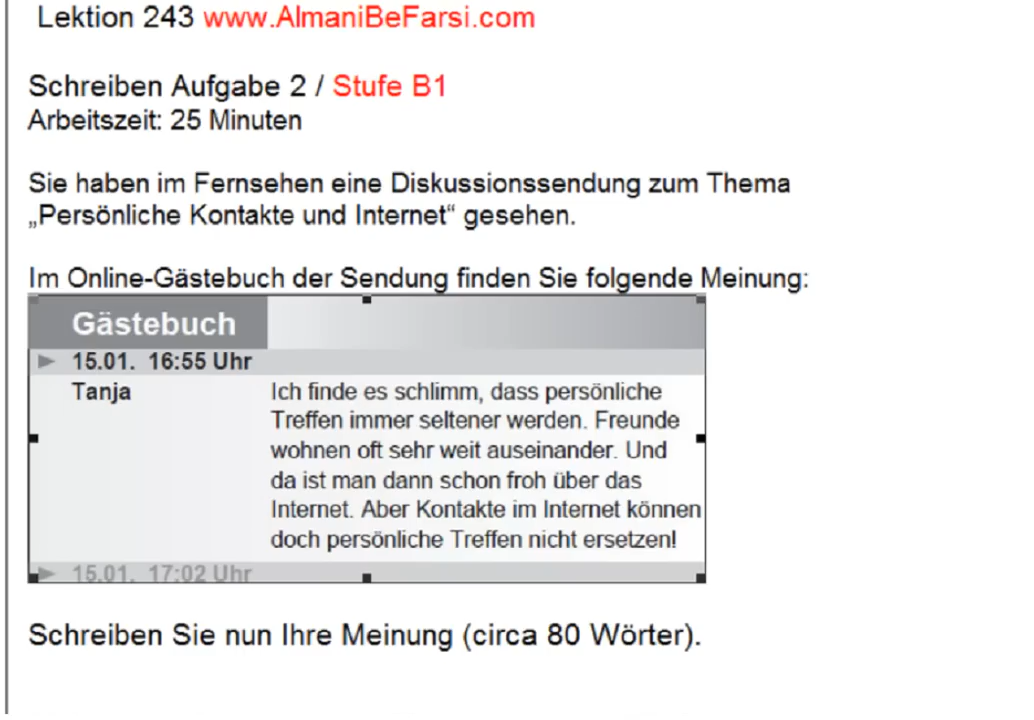 Lektion 243 www.AlmaniBeFarsi.com
Schreiben Aufgabe 2 / Stufe B1
Arbeitszeit: 25 Minuten
Sie haben im Fernsehen eine Diskussionssendung zum Thema
„Persönliche Kontakte und Internet“ gesehen.
Im Online-Gästebuch der Sendung finden Sie folgende Meinung:
Gästebuch
15.01. 16:55 Uhr
Tanja
Ich finde es schlimm, dass persönliche
Treffen immer seltener werden. Freunde
wohnen oft sehr weit auseinander. Und
da ist man dann schon froh über das
Internet. Aber Kontakte im Internet können
doch persönliche Treffen nicht ersetzen!
15.01. 17:02 Uhr
Schreiben Sie nun Ihre Meinung (circa 80 Wörter).